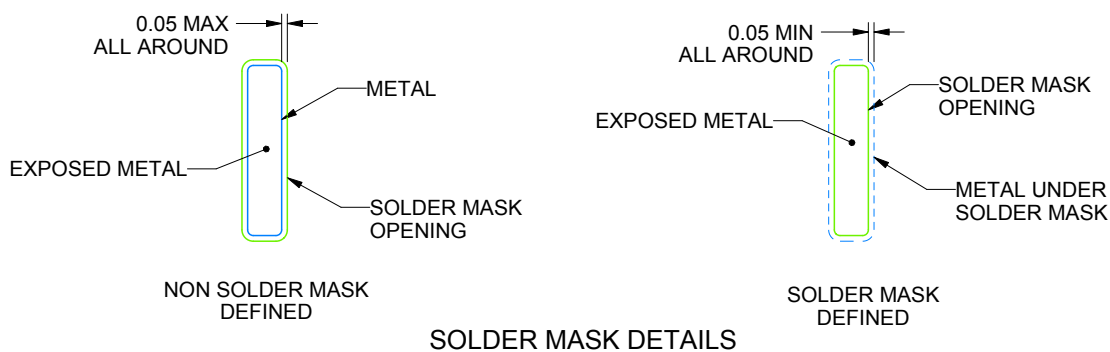 0.05 MAX
ALL AROUND
METAL
EXPOSED METAL
SOLDER MASK
OPENING
NON SOLDER MASK
DEFINED
0.05 MIN
ALL AROUND
SOLDER MASK
OPENING
EXPOSED METAL
METAL UNDER
SOLDER MASK
SOLDER MASK
DEFINED
SOLDER MASK DETAILS